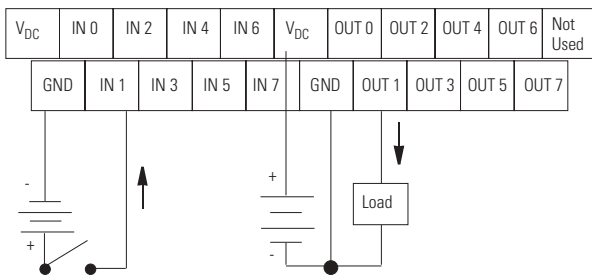 VDC IN 0 IN 2 IN 4 IN 6 VDC OUT 0 OUT 2 OUT 4 OUT 6 Not Used
GND IN 1 IN 3 IN 5 IN 7 GND OUT 1 OUT 3 OUT 5 OUT 7
- +
Load
+ -